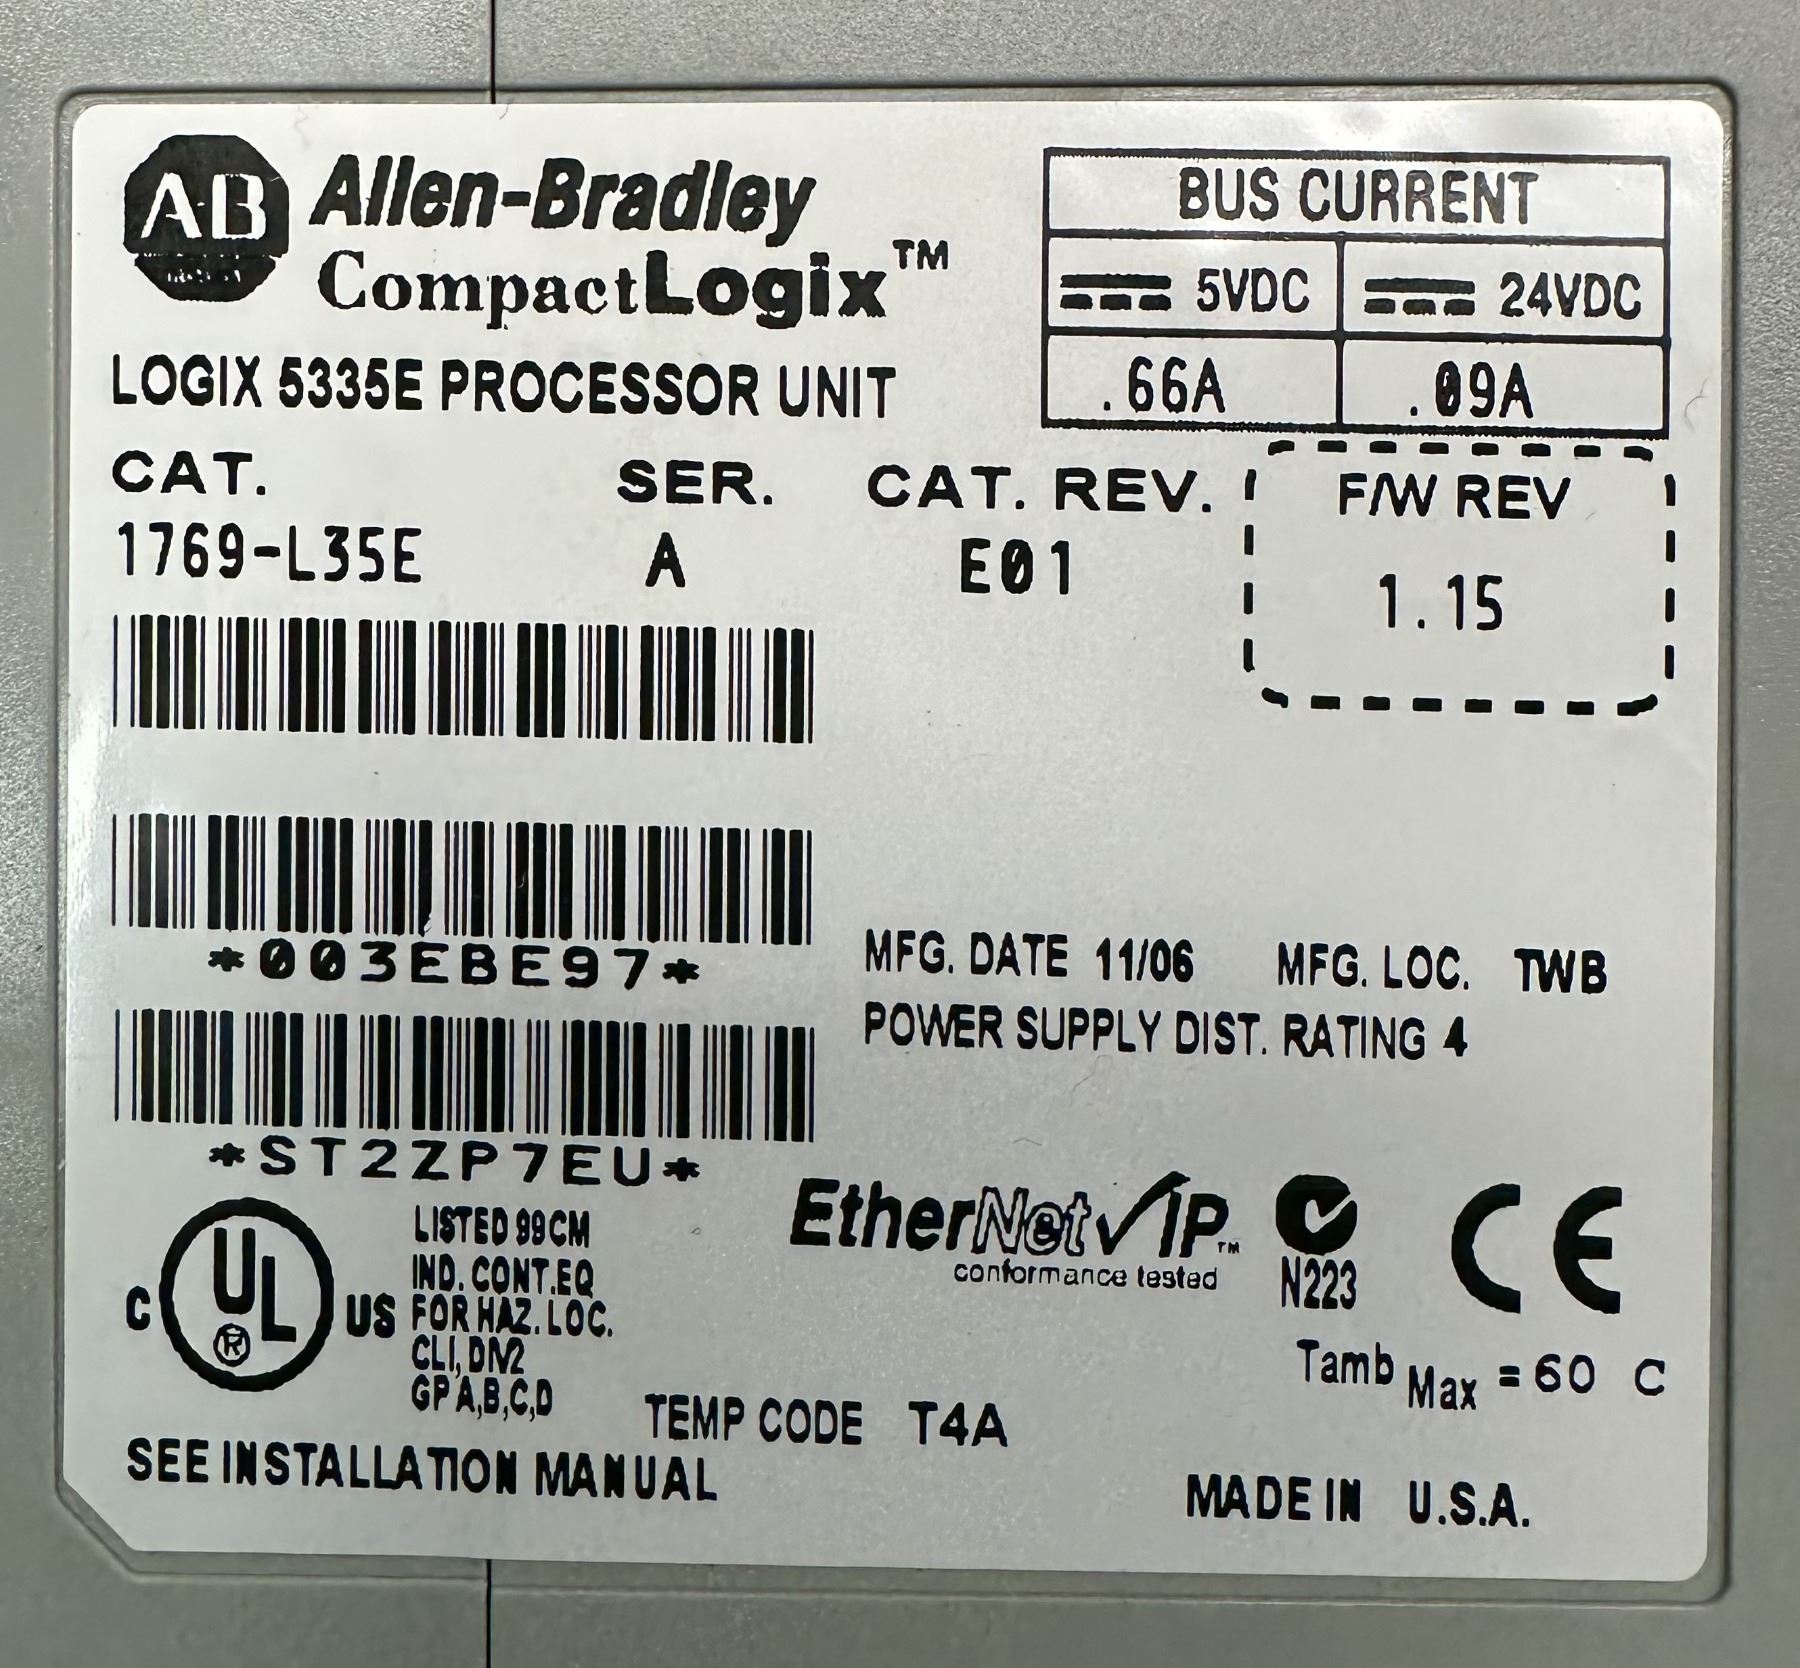 AB
Allen-Bradley
CompactLogix™
LOGIX 5335E PROCESSOR UNIT
BUS CURRENT
5VDC 24VDC
.66A .09A
CAT. SER. CAT. REV. F/W REV
1769-L35E A E01 1.15
*003EBE97*
MFG. DATE 11/06 MFG. LOC. TWB
POWER SUPPLY DIST. RATING 4
*ST2ZP7EU*
C UL ® US
LISTED 99CM
IND. CONT.EQ
FOR HAZ. LOC.
CL I, DIV2
GP A,B,C,D
EtherNet/IP™
conformance tested
N223
CE
Tamb Max = 60 C
TEMP CODE T4A
SEE INSTALLATION MANUAL
MADE IN U.S.A.